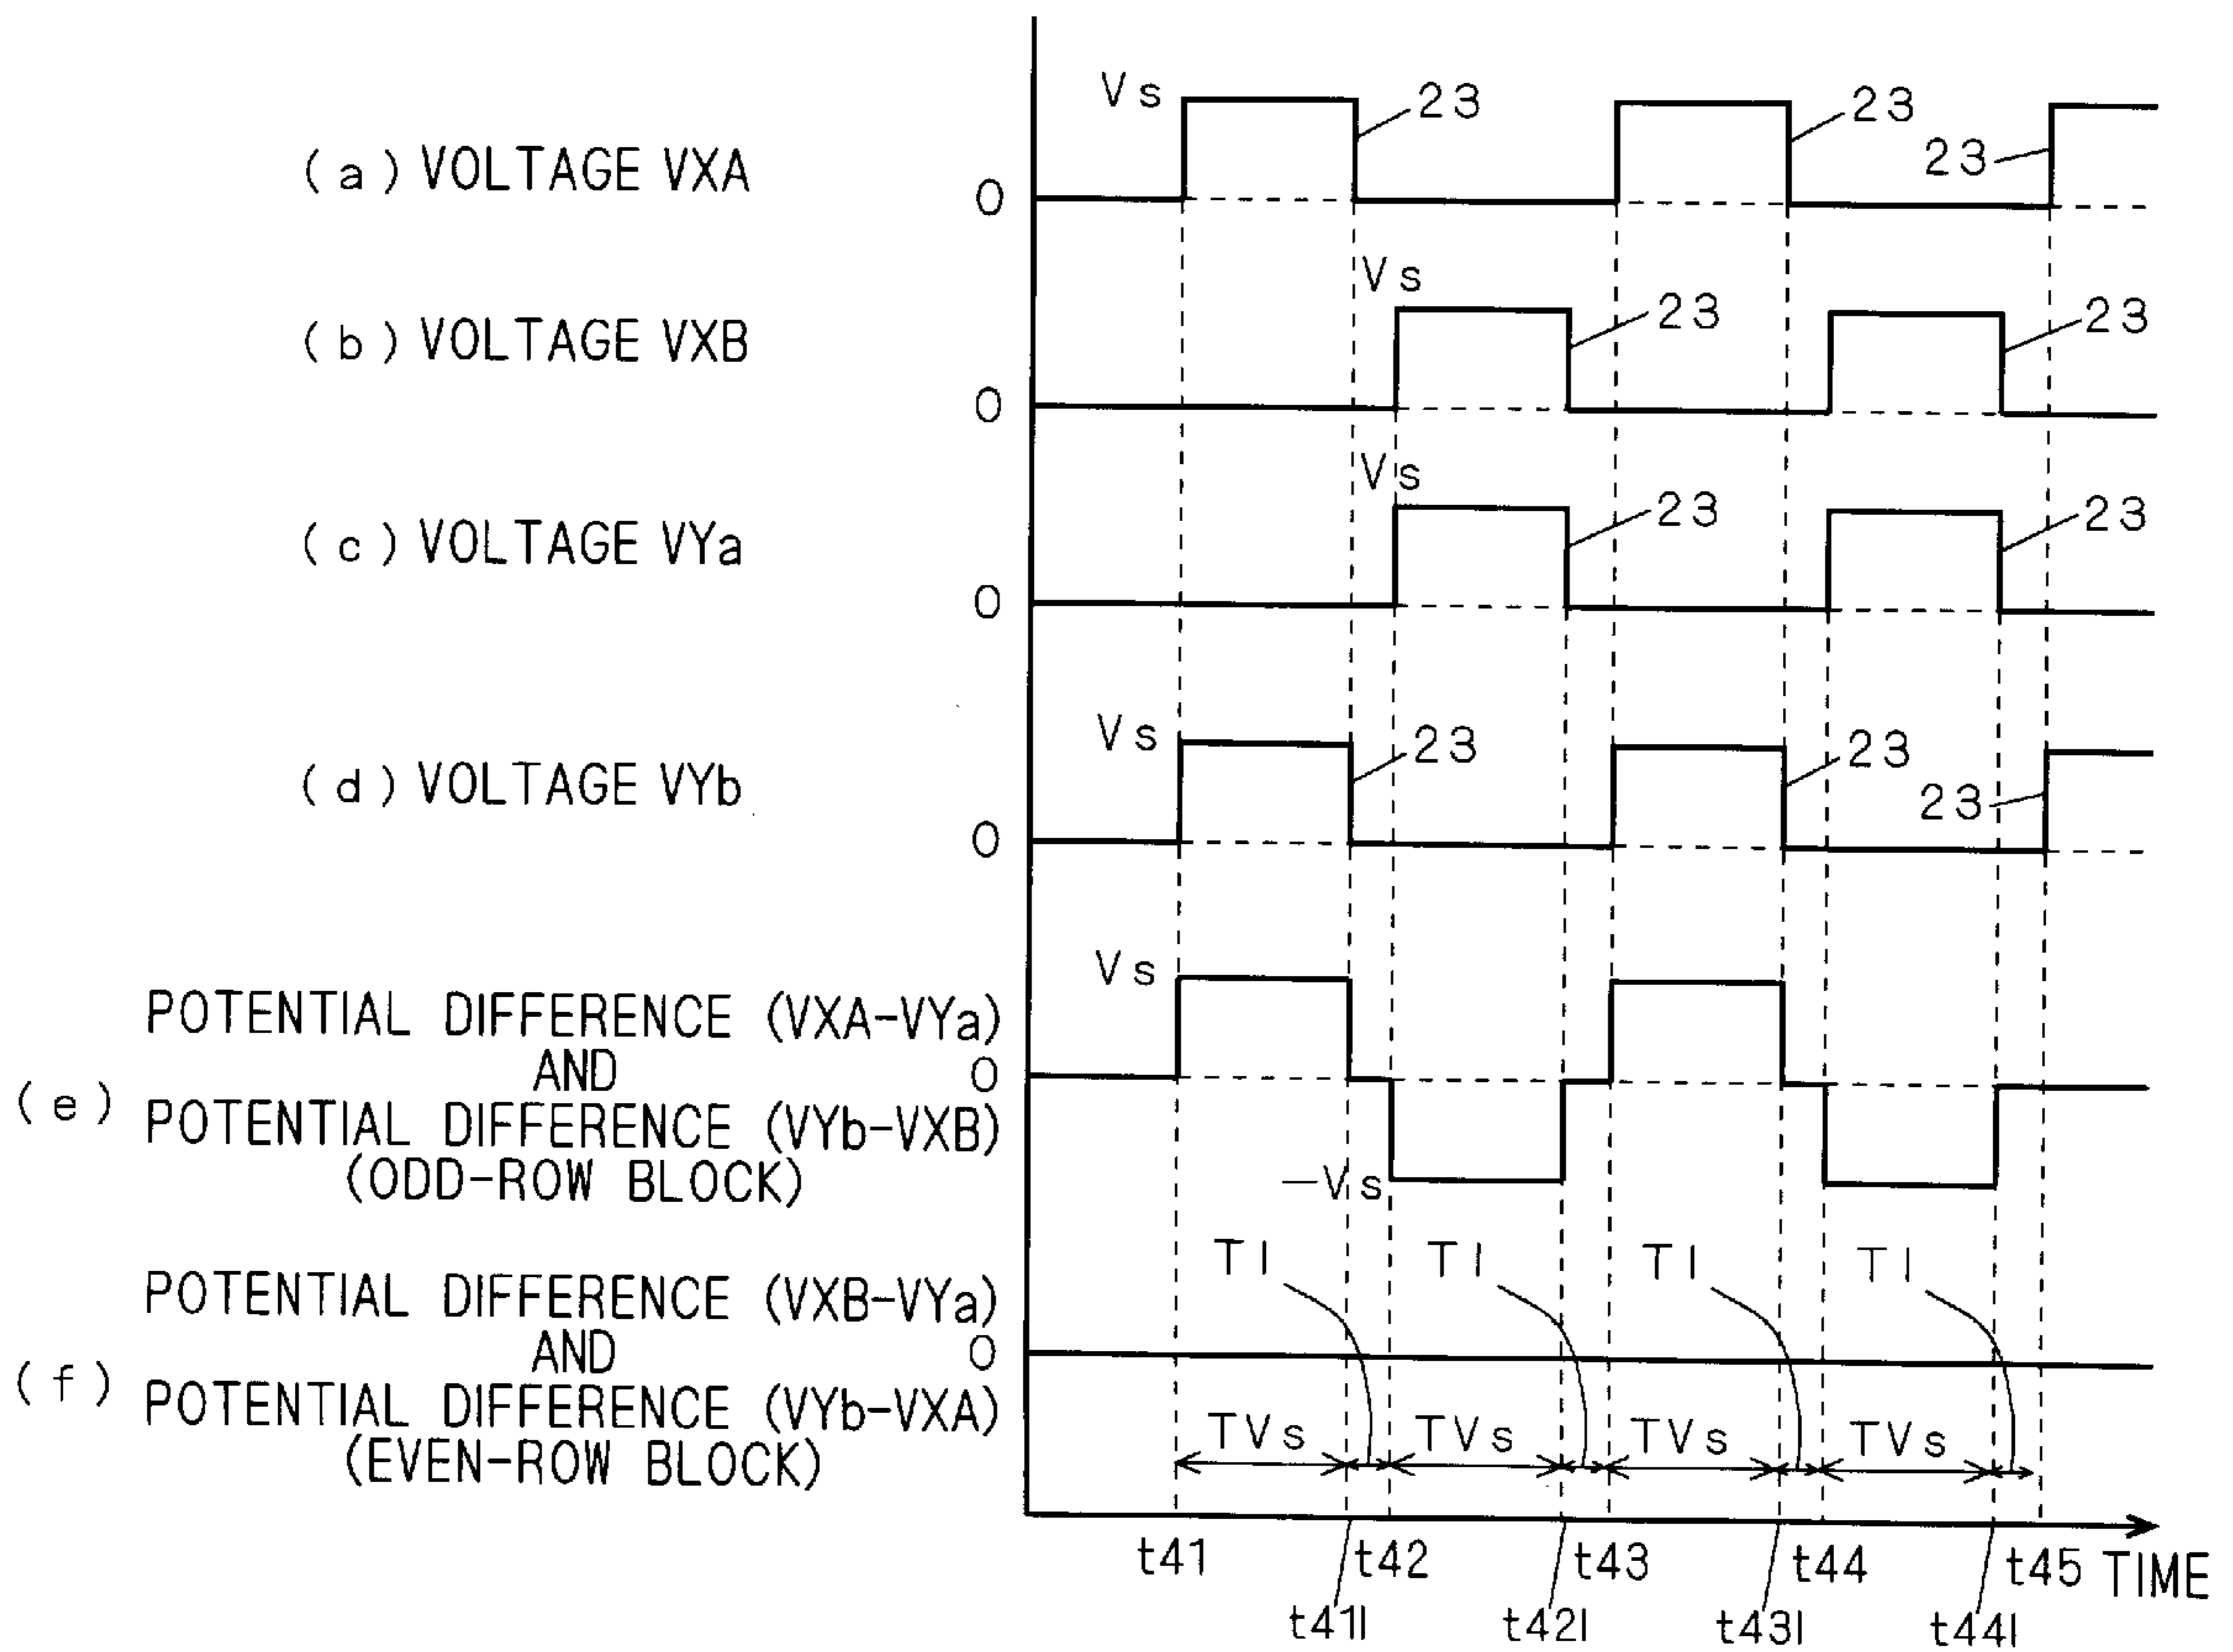 Vs
23
23
23
(a) VOLTAGE VXA
0
Vs
23
23
(b) VOLTAGE VXB
0
Vs
23
23
(c) VOLTAGE VYa
0
Vs
23
23
23
(d) VOLTAGE VYb
0
Vs
POTENTIAL DIFFERENCE (VXA-VYa)
AND
0
(e)
POTENTIAL DIFFERENCE (VYb-VXB)
(ODD-ROW BLOCK)
-Vs
TI TI TI TI
POTENTIAL DIFFERENCE (VXB-VYa)
AND
0
(f)
POTENTIAL DIFFERENCE (VYb-VXA)
(EVEN-ROW BLOCK)
TVs TVs TVs TVs
t41 t42 t43 t44 t45 TIME
t41I t42I t43I t44I